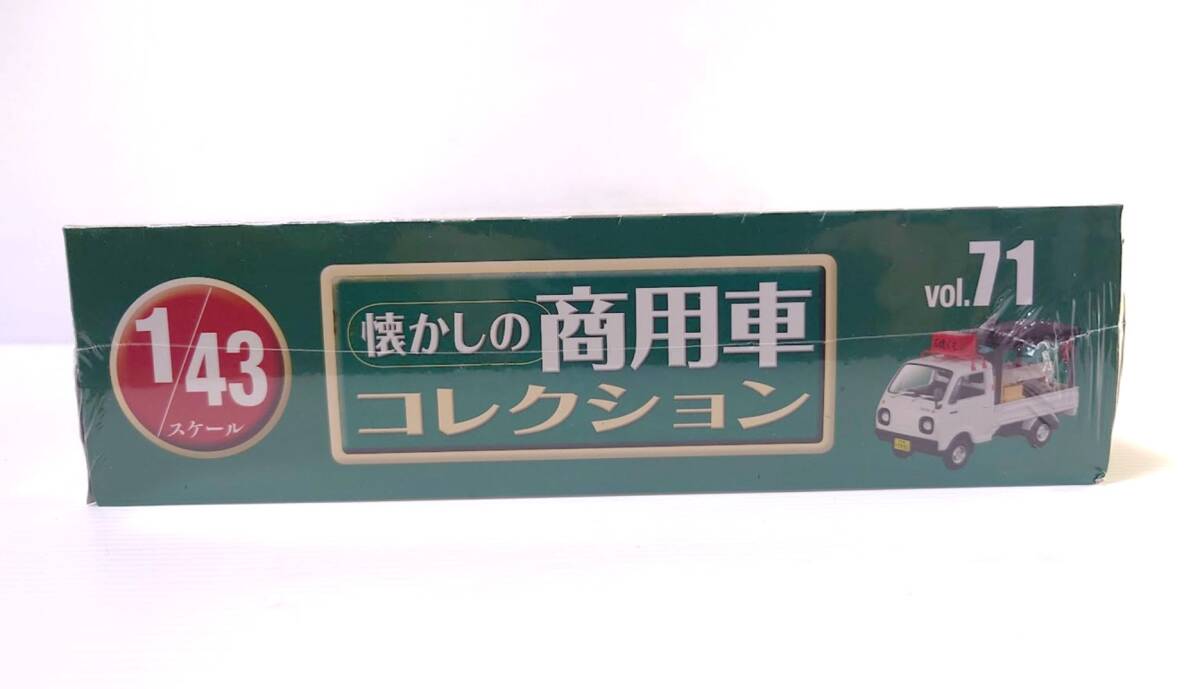 1/43
スケール
懐かしの 商用車
コレクション
vol.71